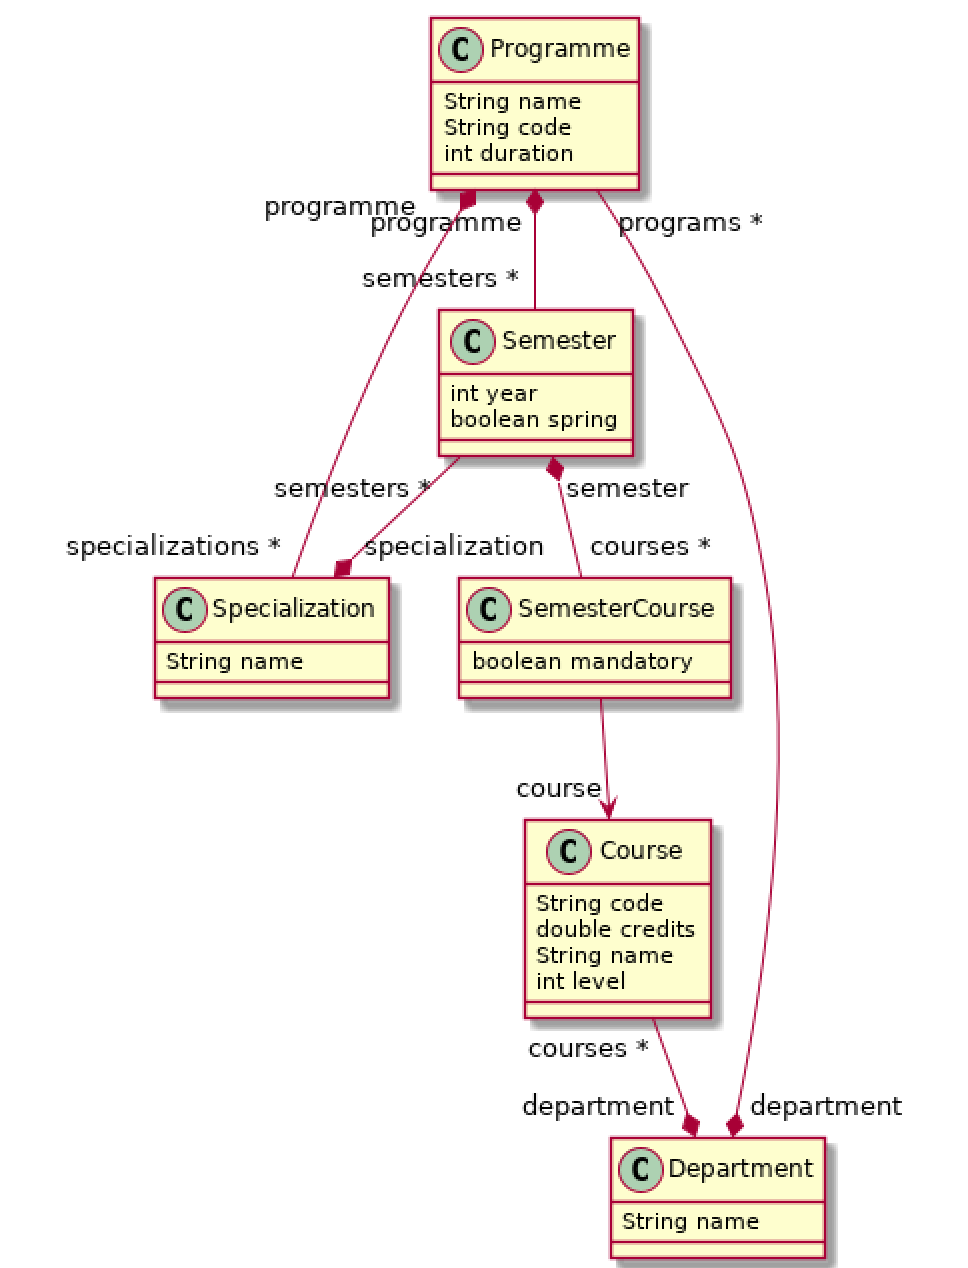 C Programme
String name
String code
int duration
programme
programme
programs *
semesters *
C Semester
int year
boolean spring
semesters *
semester
specializations *
specialization
courses *
C Specialization
String name
C SemesterCourse
boolean mandatory
course
C Course
String code
double credits
String name
int level
courses *
department
department
C Department
String name